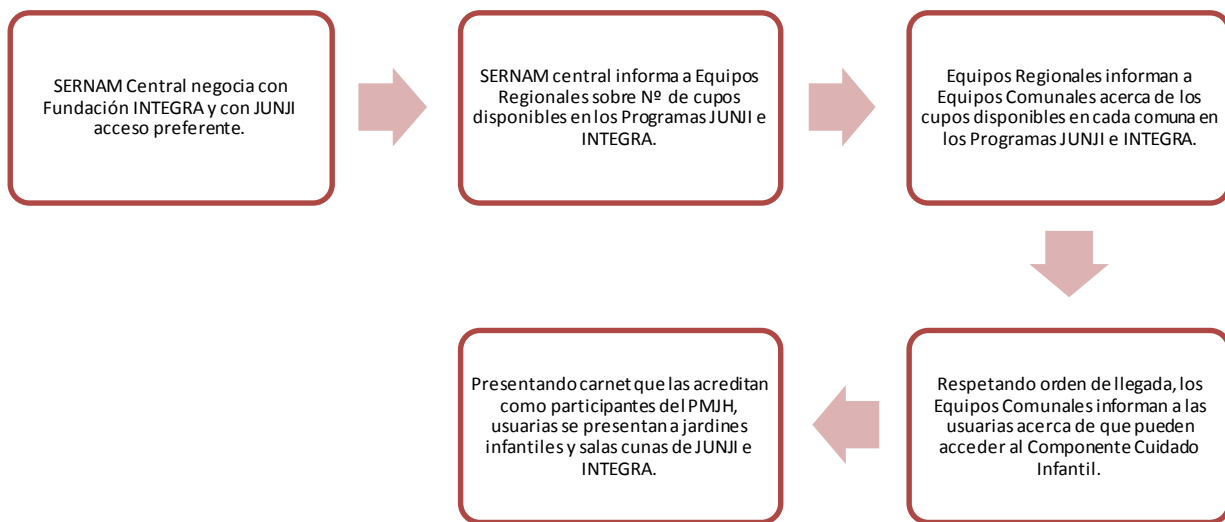 SERNAM Central negocia con
Fundación INTEGRA y con JUNJI
acceso preferente.
SERNAM central informa a Equipos
Regionales sobre Nº de cupos
disponibles en los Programas JUNJI e
INTEGRA.
Equipos Regionales informan a
Equipos Comunales acerca de los
cupos disponibles en cada comuna en
los Programas JUNJI e INTEGRA.
Respetando orden de llegada, los
Equipos Comunales informan a las
usuarias acerca de que pueden
acceder al Componente Cuidado
Infantil.
Presentando carnet que las acreditan
como participantes del PMJH,
usuarias se presentan a jardines
infantiles y salas cunas de JUNJI e
INTEGRA.